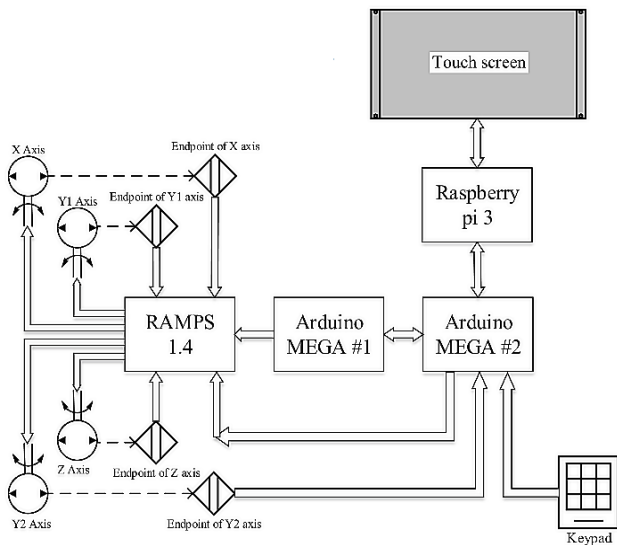 Touch screen
X Axis
Endpoint of X axis
Y1 Axis
Endpoint of Y1 axis
Raspberry
pi 3
RAMPS
1.4
Arduino
MEGA #1
Arduino
MEGA #2
Z Axis
Endpoint of Z axis
Y2 Axis
Endpoint of Y2 axis
Keypad